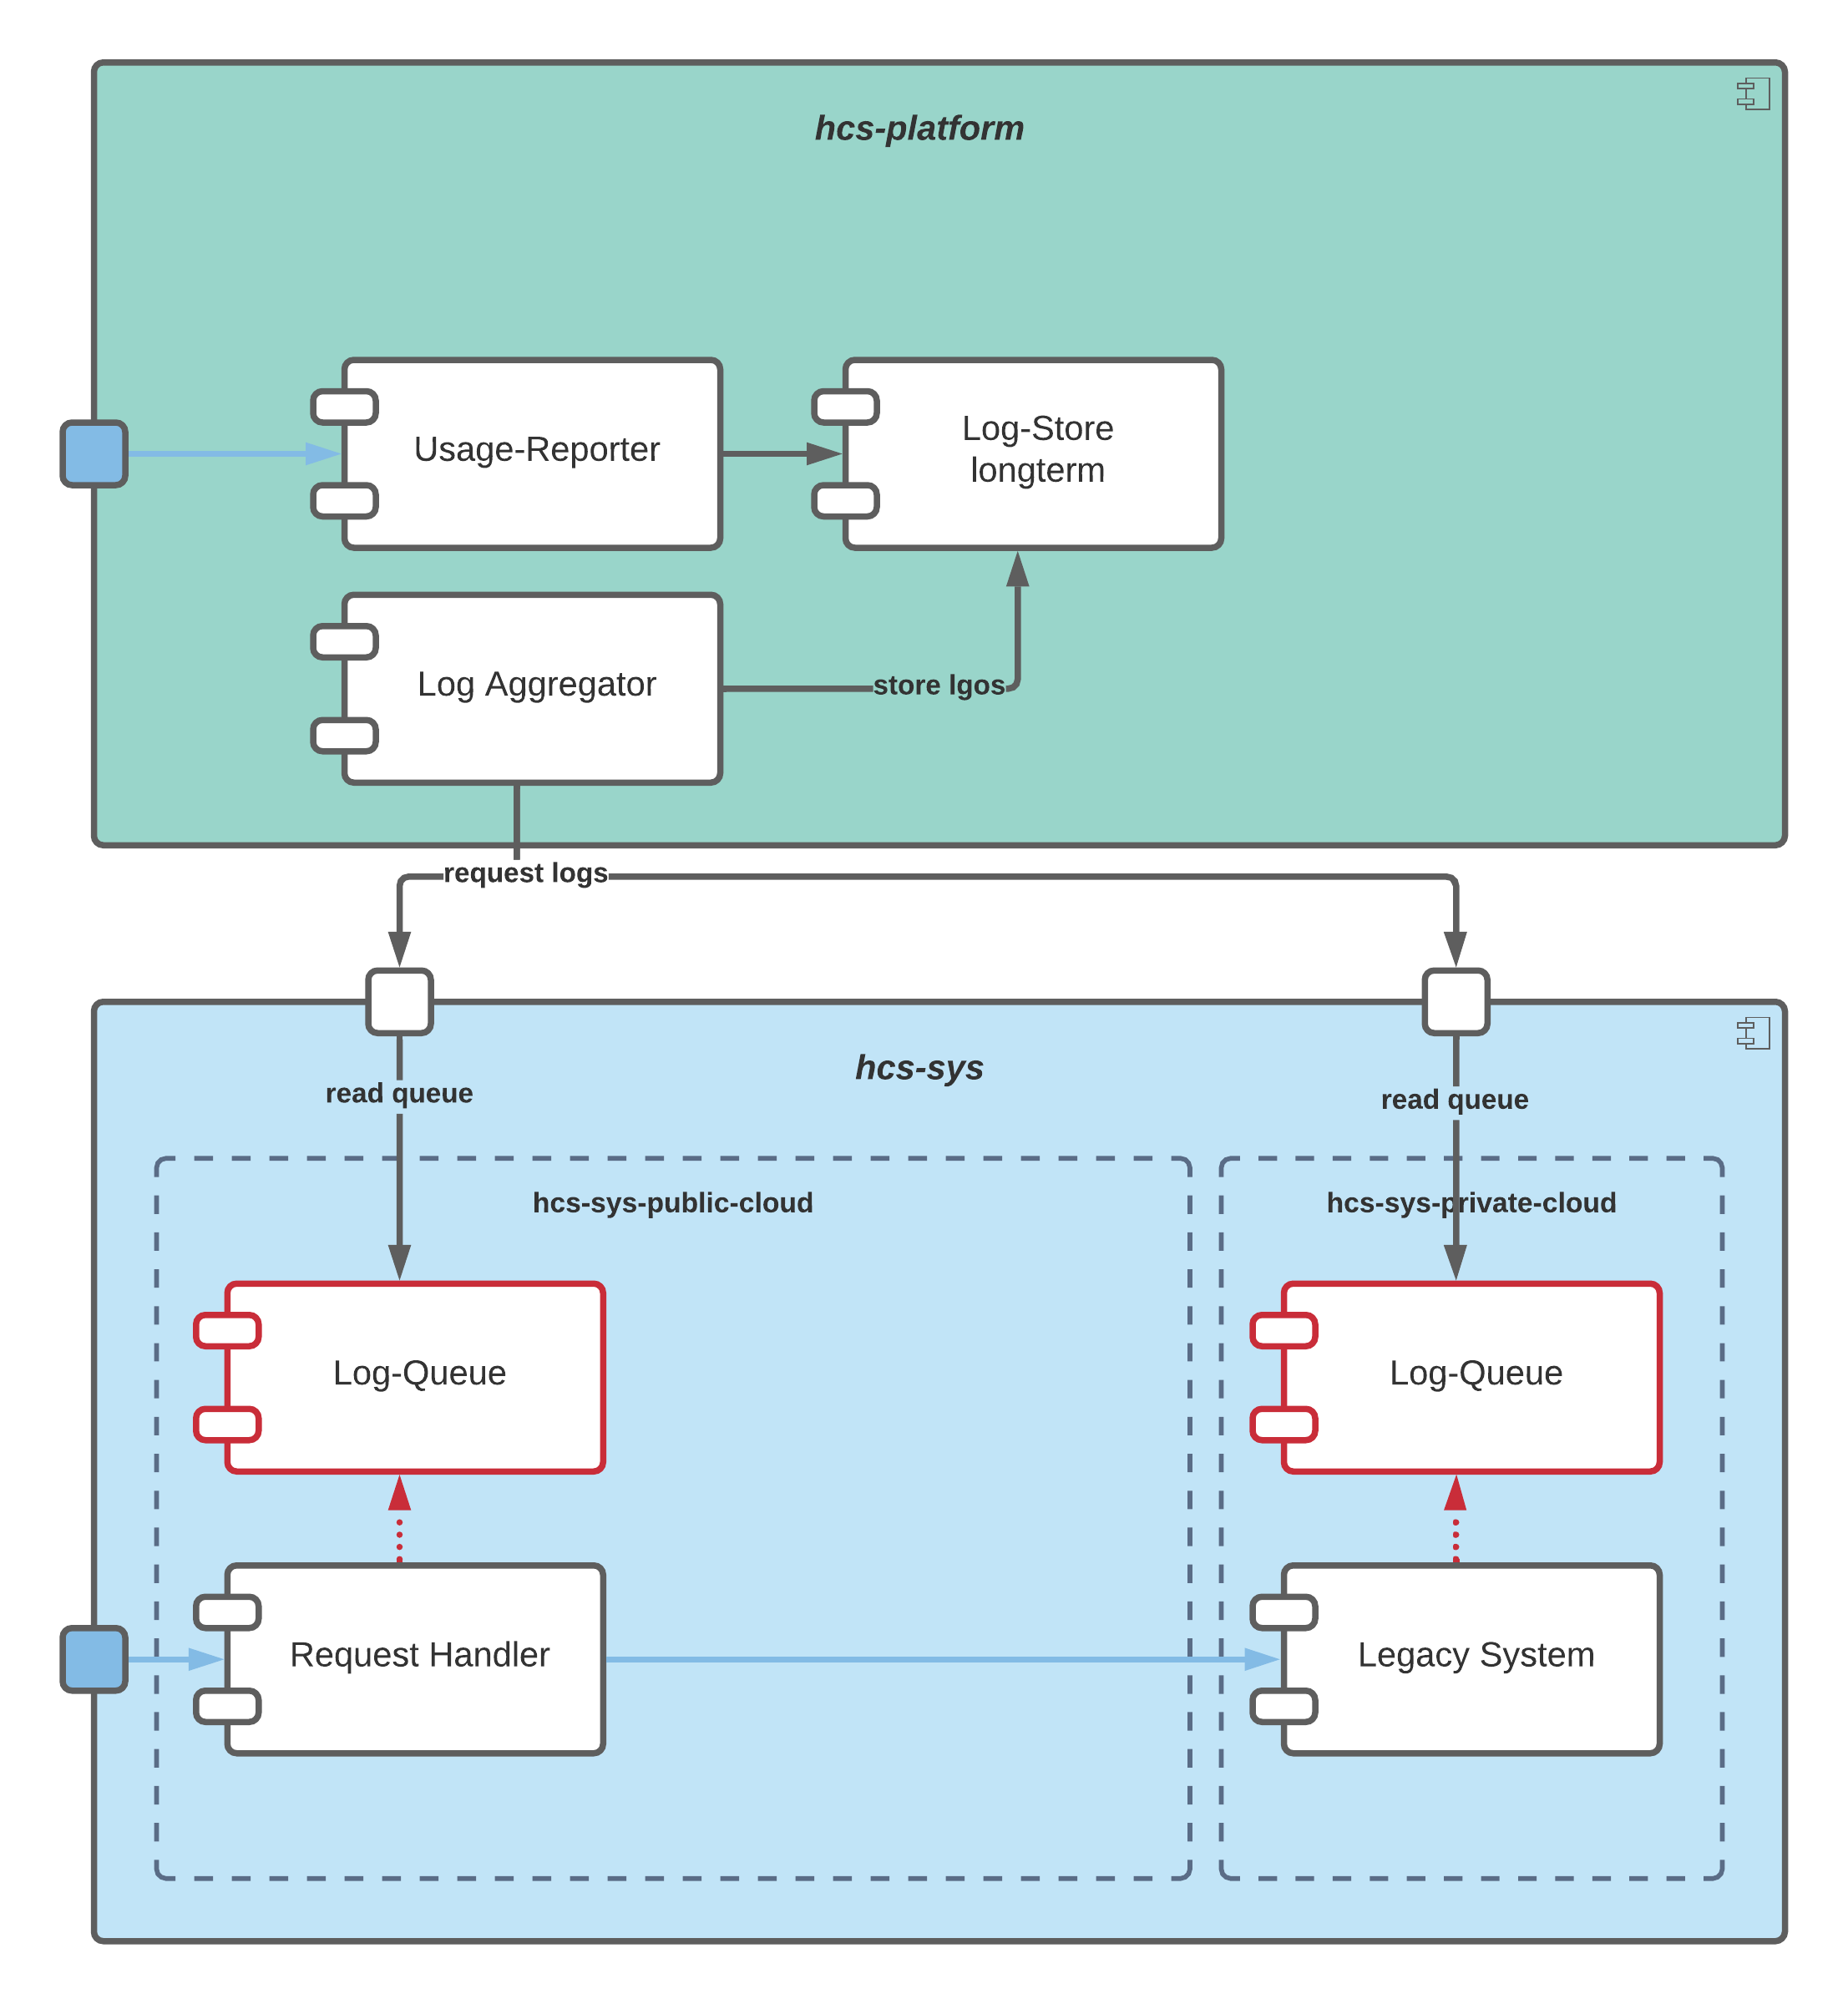 hcs-platform
Usage-Reporter
Log-Store
longterm
Log Aggregator
store lgos
request logs
hcs-sys
read queue
read queue
hcs-sys-public-cloud
hcs-sys-private-cloud
Log-Queue
Log-Queue
Request Handler
Legacy System